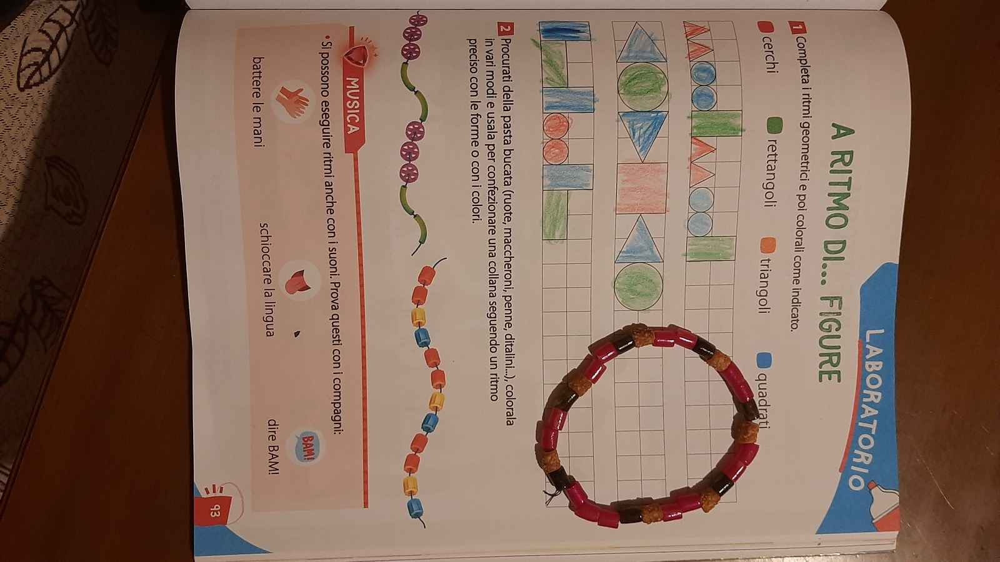 LABORATORIO
A RITMO DI... FIGURE
1 Completa i ritmi geometrici e poi colorali come indicato.
cerchi rettangoli triangoli quadrati
2 Procurati della pasta bucata (ruote, maccheroni, penne, ditalini...), colorala
in vari modi e usala per confezionare una collana seguendo un ritmo
preciso con le forme o con i colori.
MUSICA
• Si possono eseguire ritmi anche con i suoni. Prova questi con i compagni:
BAM!
battere le mani schioccare la lingua dire BAM!
93